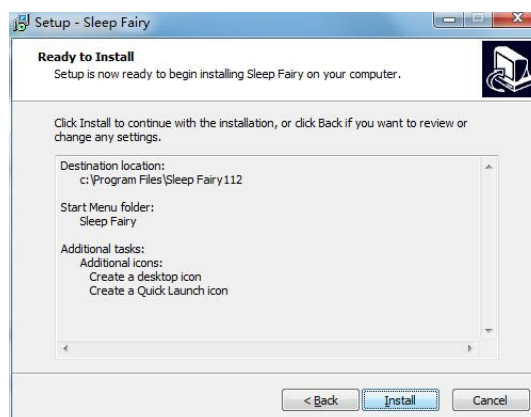 Setup - Sleep Fairy
Ready to Install
Setup is now ready to begin installing Sleep Fairy on your computer.
Click Install to continue with the installation, or click Back if you want to review or
change any settings.
Destination location:
c:\Program Files\Sleep Fairy112
Start Menu folder:
Sleep Fairy
Additional tasks:
Additional icons:
Create a desktop icon
Create a Quick Launch icon
< Back
Install
Cancel